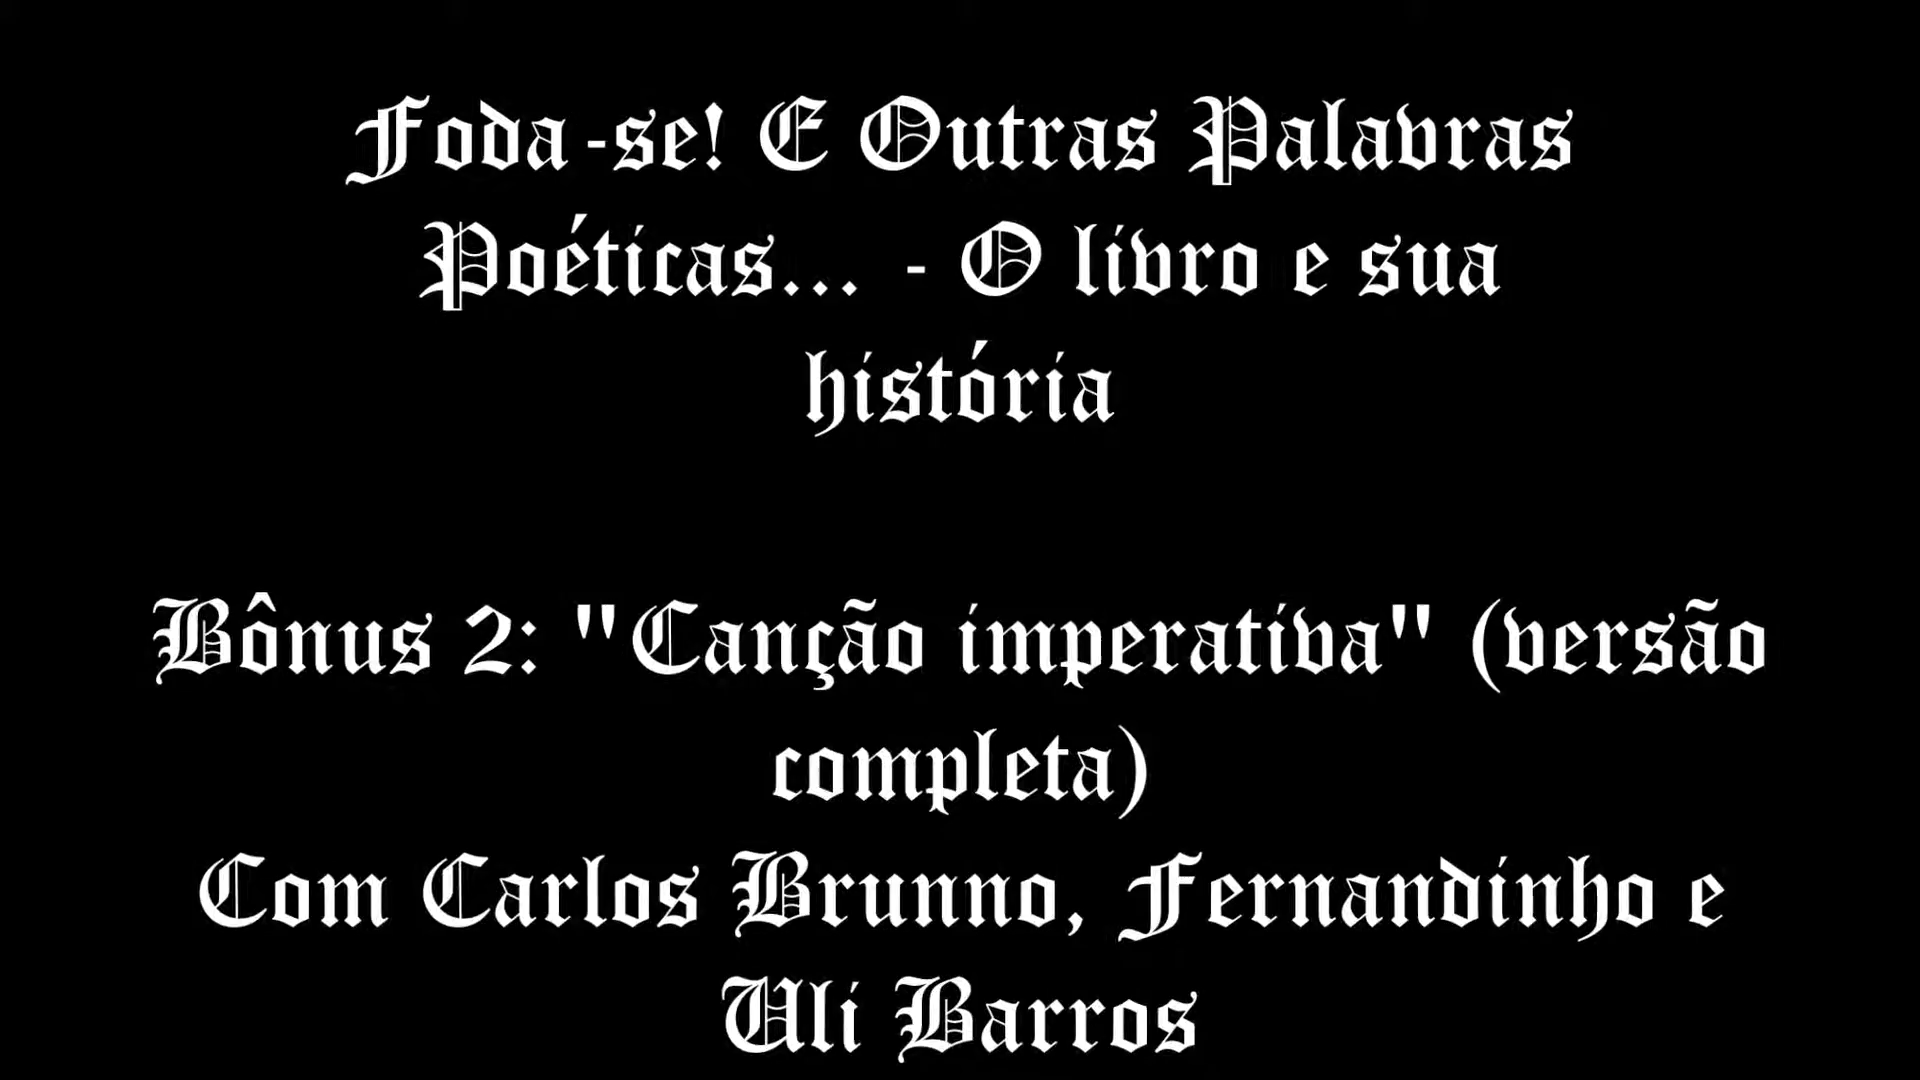 Foda-se! E Outras Palavras
Poéticas... - O livro e sua
história
Bônus 2: "Canção imperativa" (versão
completa)
Com Carlos Brunno, Fernandinho e
Uli Barros